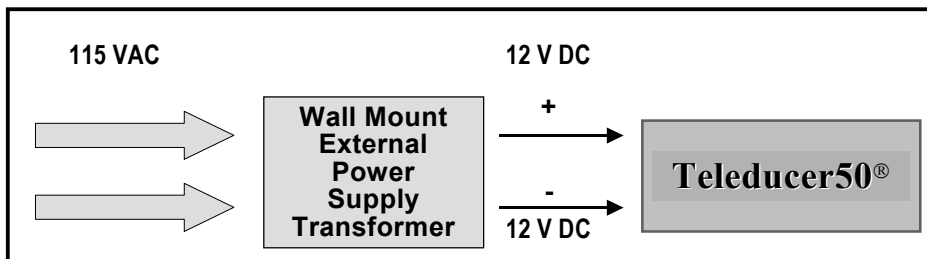 115 VAC
12 V DC
+
Wall Mount
External
Power
Supply
Transformer
-
12 V DC
Teleducer50®